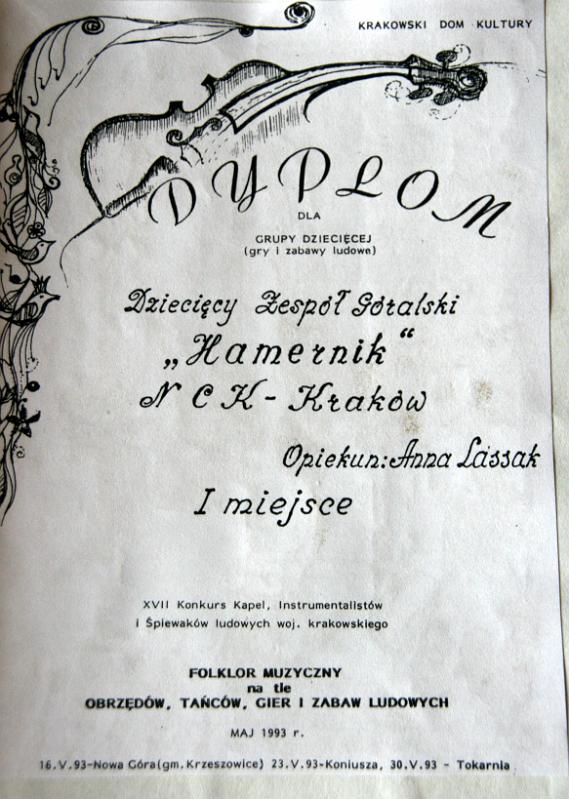 KRAKOWSKI DOM KULTURY
DYPLOM
DLA
GRUPY DZIECIĘCEJ
(gry i zabawy ludowe)
Dziecięcy Zespół Góralski
„Hamernik“
N C K - Kraków
Opiekun: Anna Lassak
I miejsce
XVII Konkurs Kapel, Instrumentalistów
i Śpiewaków ludowych woj. krakowskiego
FOLKLOR MUZYCZNY
na tle
OBRZĘDÓW, TAŃCÓW, GIER I ZABAW LUDOWYCH
MAJ 1993 r.
16.V.93-Nowa Góra(gm.Krzeszowice) 23.V.93-Koniusza, 30.V.93 - Tokarnia